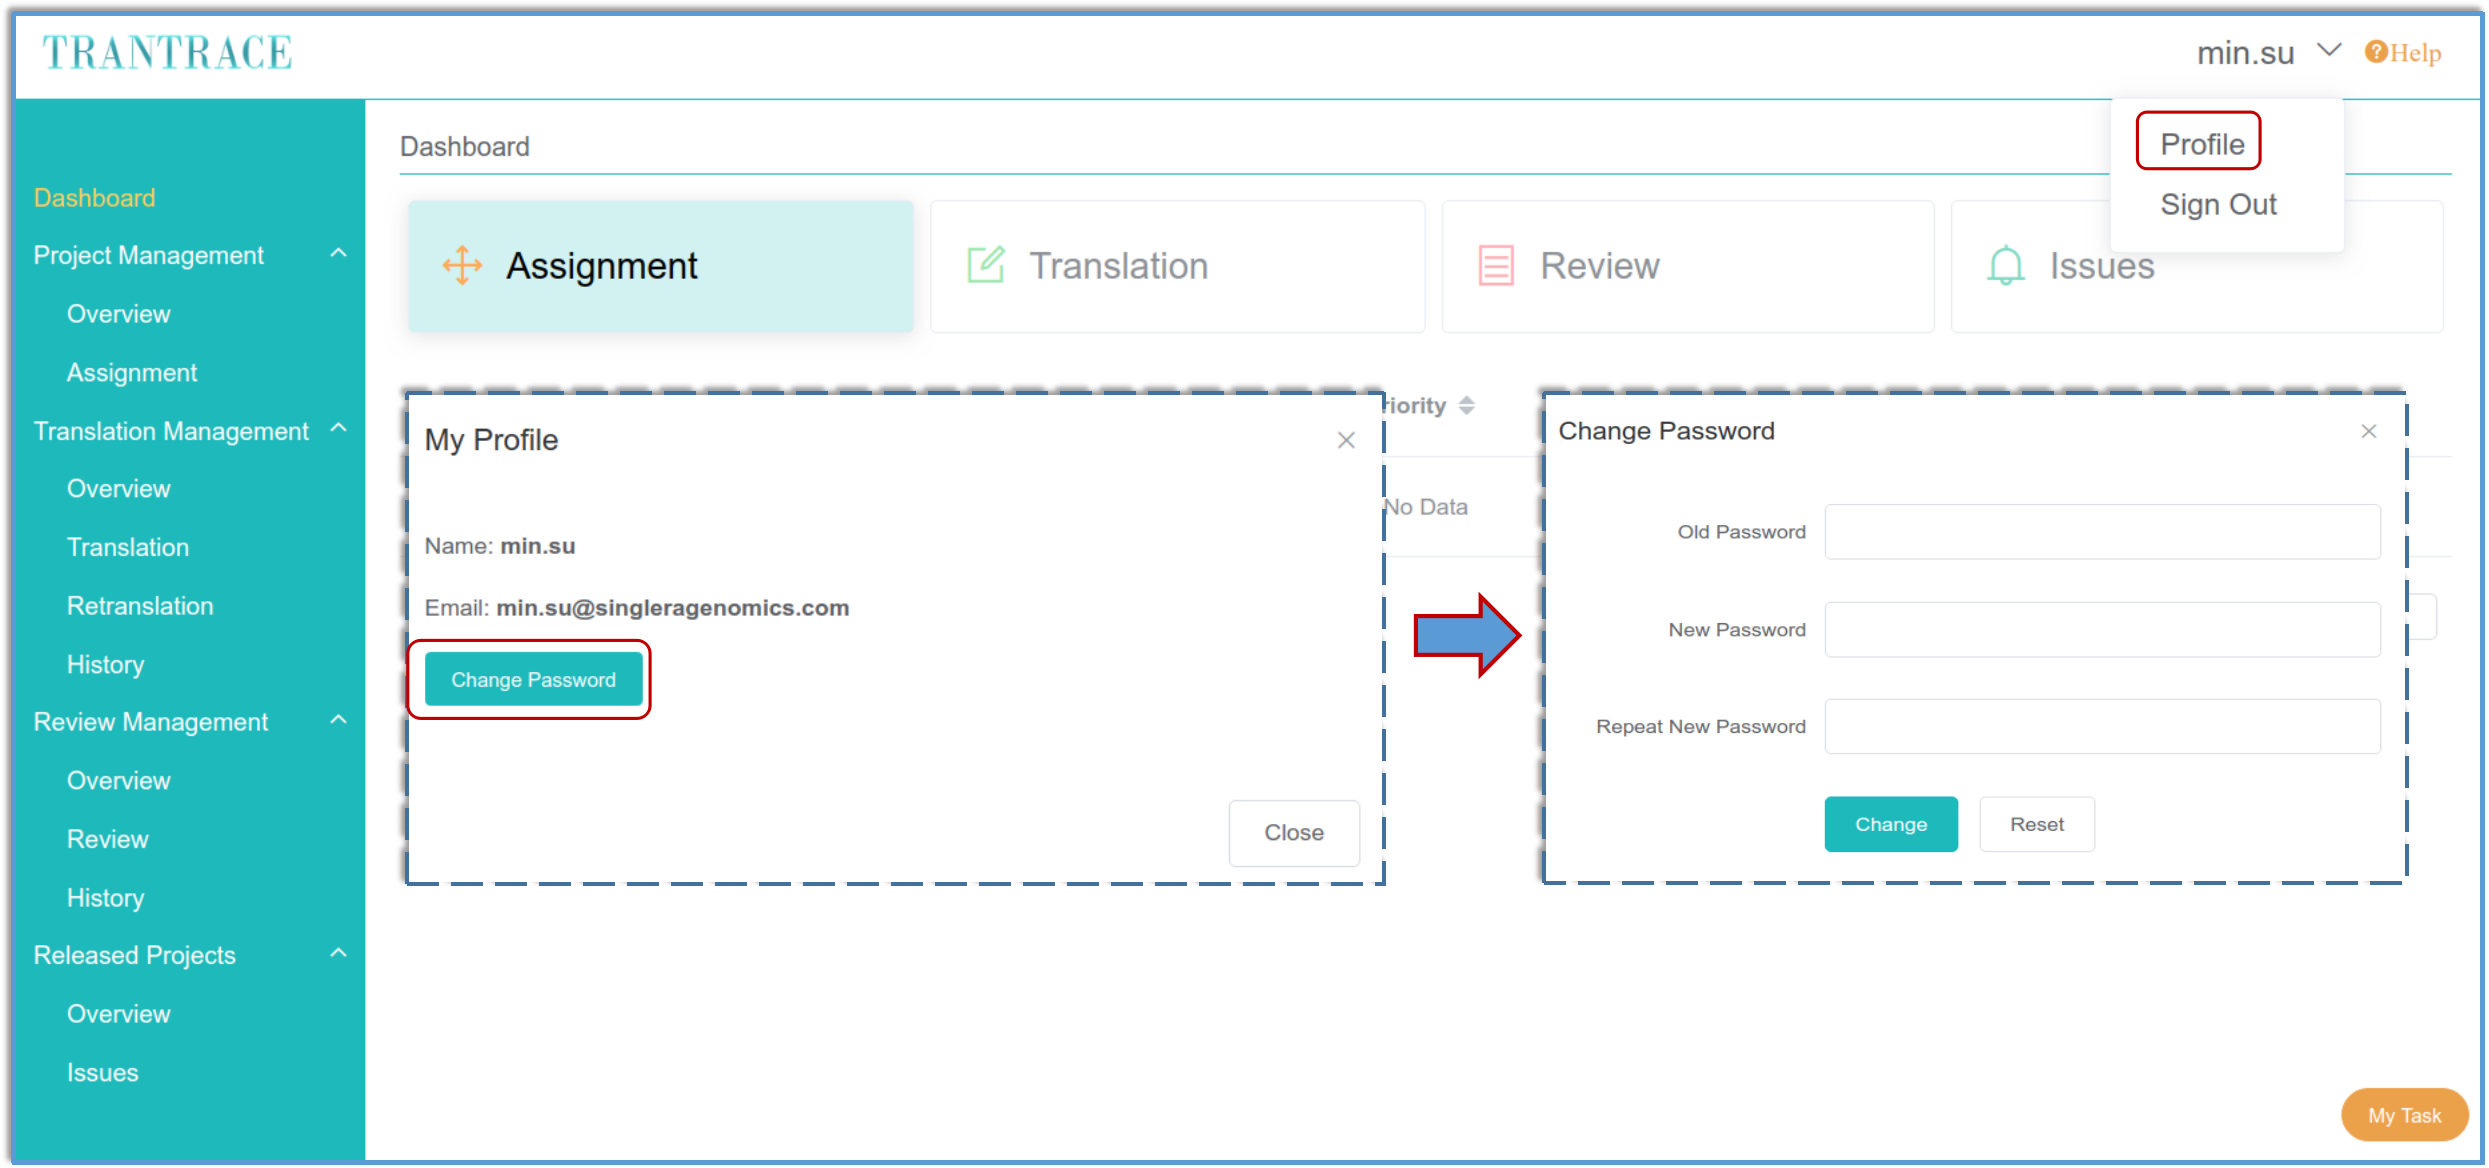 TRANTRACE
min.su
Help
Profile
Sign Out
Dashboard
Project Management
Overview
Assignment
Translation Management
Overview
Translation
Retranslation
History
Review Management
Overview
Review
History
Released Projects
Overview
Issues
Dashboard
Assignment
Translation
Review
Issues
riority
No Data
My Profile
Name: min.su
Email: min.su@singleragenomics.com
Change Password
Close
Change Password
Old Password
New Password
Repeat New Password
Change
Reset
My Task